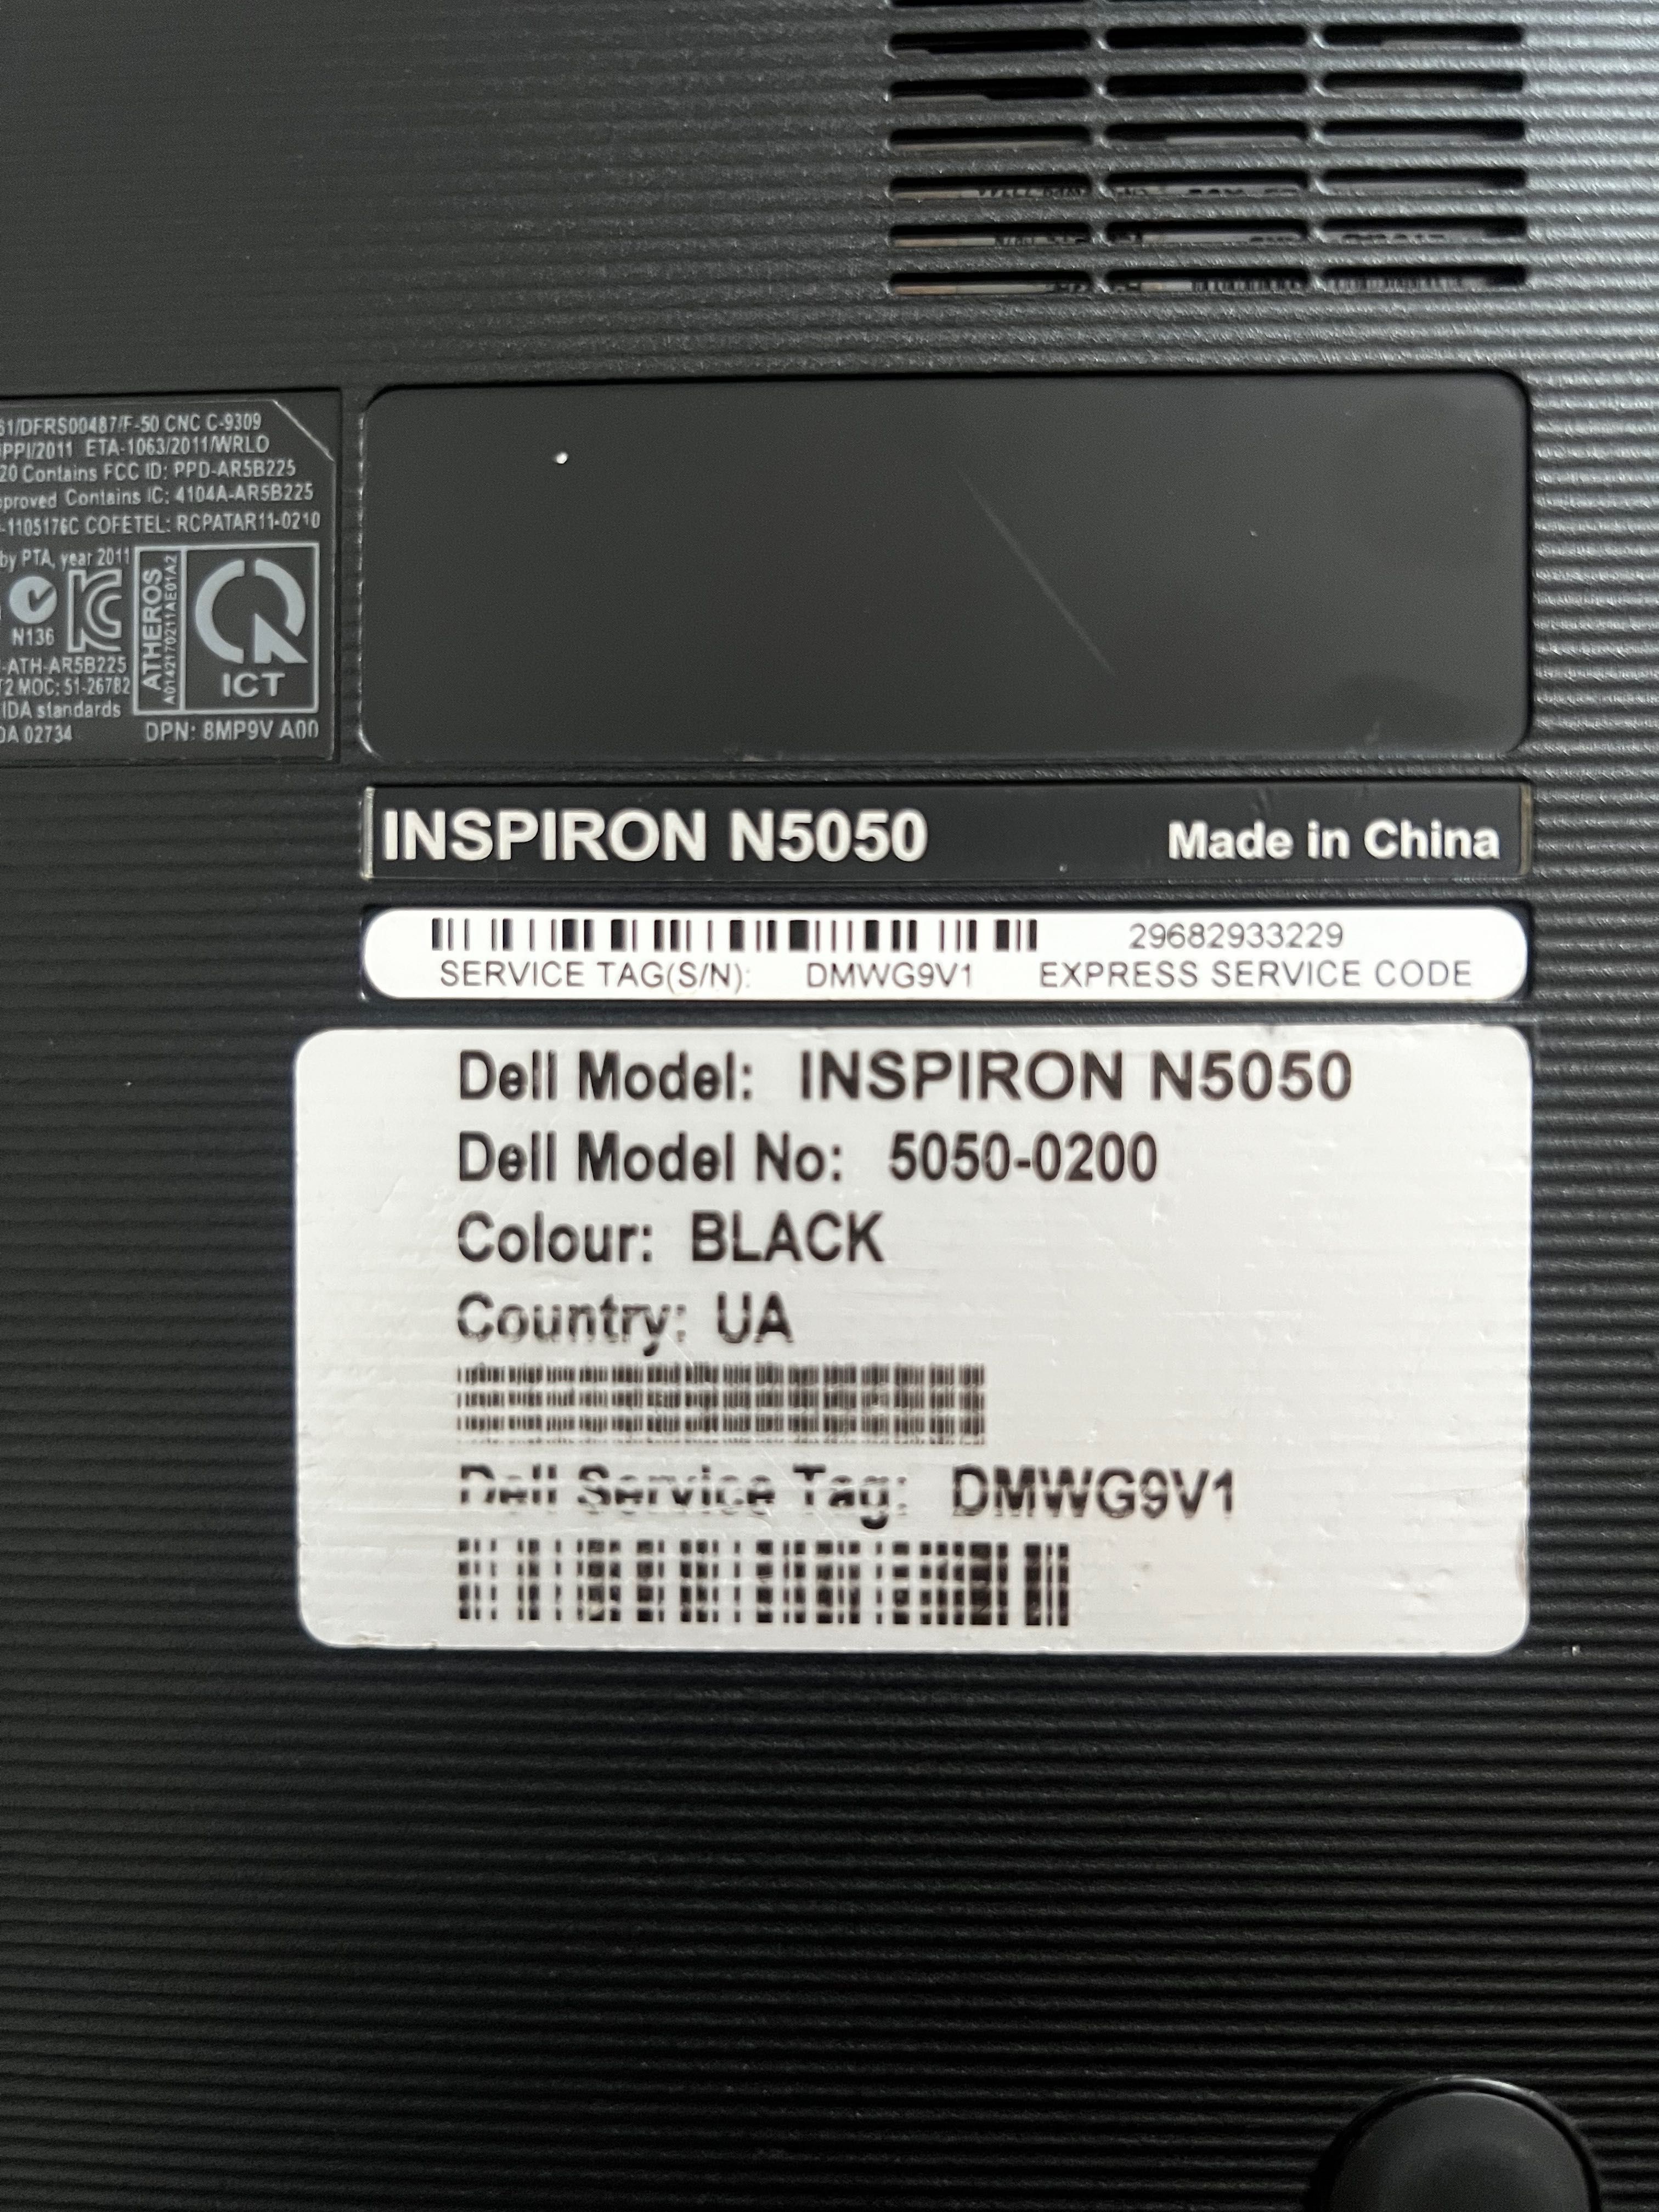 61/DFRS00487/F-50 CNC C-9309
PPI/2011 ETA-1063/2011/WRLO
20 Contains FCC ID: PPD-AR5B225
pproved Contains IC: 4104A-AR5B225
-1105176C COFETEL: RCPATAR11-0210
by PTA, year 2011
N136
ATHEROS
A0142170211AE01A2
ICT
-ATH-AR5B225
T2 MOC: 51-26782
IDA standards
DA 02734
DPN: 8MP9V A00
INSPIRON N5050 Made in China
29682933229
SERVICE TAG(S/N): DMWG9V1 EXPRESS SERVICE CODE
Dell Model: INSPIRON N5050
Dell Model No: 5050-0200
Colour: BLACK
Country: UA
Dell Service Tag: DMWG9V1